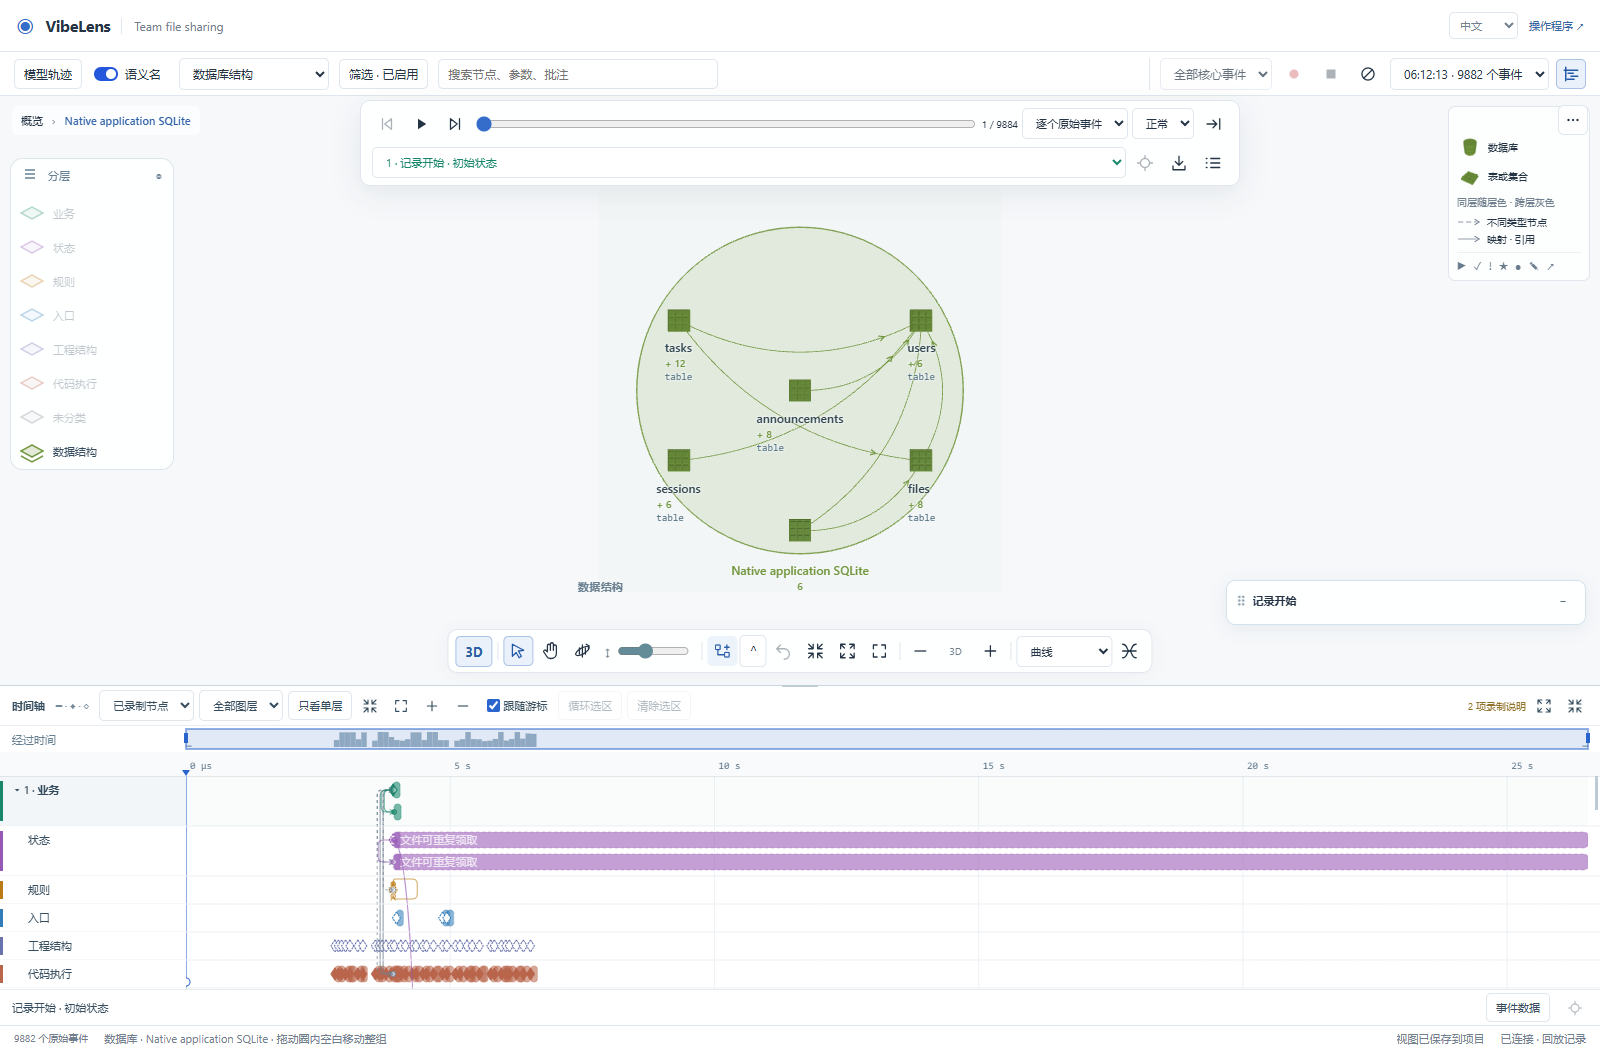 VibeLens
Team file sharing
中文
操作程序 ↗
模型轨迹
语义名
数据库结构
筛选 · 已启用
搜索节点、参数、批注
全部核心事件
06:12:13 · 9882 个事件
概览 › Native application SQLite
1 / 9884
逐个原始事件
正常
1 · 记录开始 · 初始状态
分层
业务
状态
规则
入口
工程结构
代码执行
未分类
数据结构
数据库
表或集合
同层随层色 · 跨层灰色
不同类型节点
映射 · 引用
tasks
+ 12
table
users
+ 6
table
announcements
+ 8
table
sessions
+ 6
table
files
+ 8
table
Native application SQLite
6
数据结构
记录开始
3D
3D
曲线
时间轴
已录制节点
全部图层
只看单层
跟随游标
循环选区
清除选区
2 项录制说明
经过时间
0 μs
5 s
10 s
15 s
20 s
25 s
1 · 业务
状态
文件可重复领取
文件可重复领取
规则
入口
工程结构
代码执行
记录开始 · 初始状态
事件数据
9882 个原始事件
数据库 · Native application SQLite · 拖动圈内空白移动整组
视图已保存到项目
已连接 · 回放记录